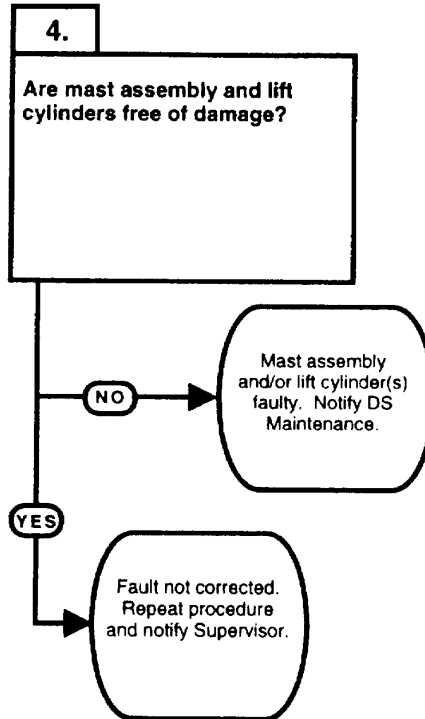 4.
Are mast assembly and lift
cylinders free of damage?
NO
Mast assembly
and/or lift cylinder(s)
faulty. Notify DS
Maintenance.
YES
Fault not corrected.
Repeat procedure
and notify Supervisor.